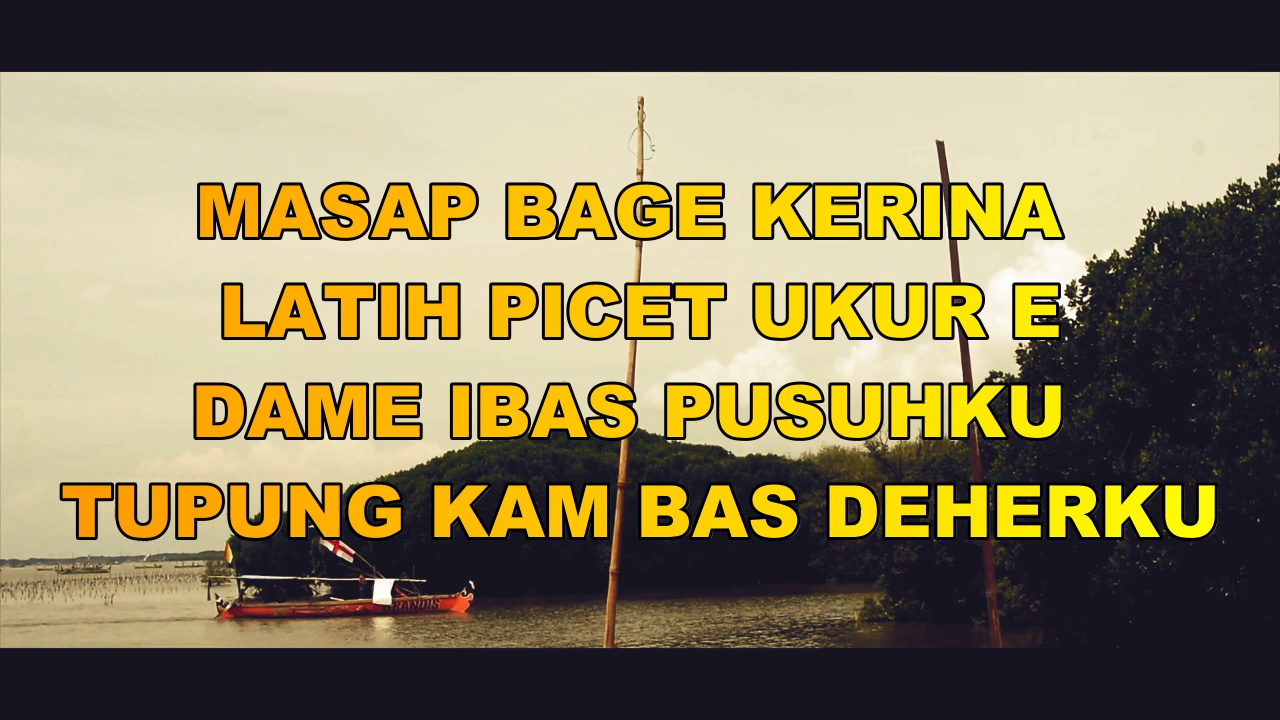 MASAP BAGE KERINA
LATIH PICET UKUR E
DAME IBAS PUSUHKU
TUPUNG KAM BAS DEHERKU